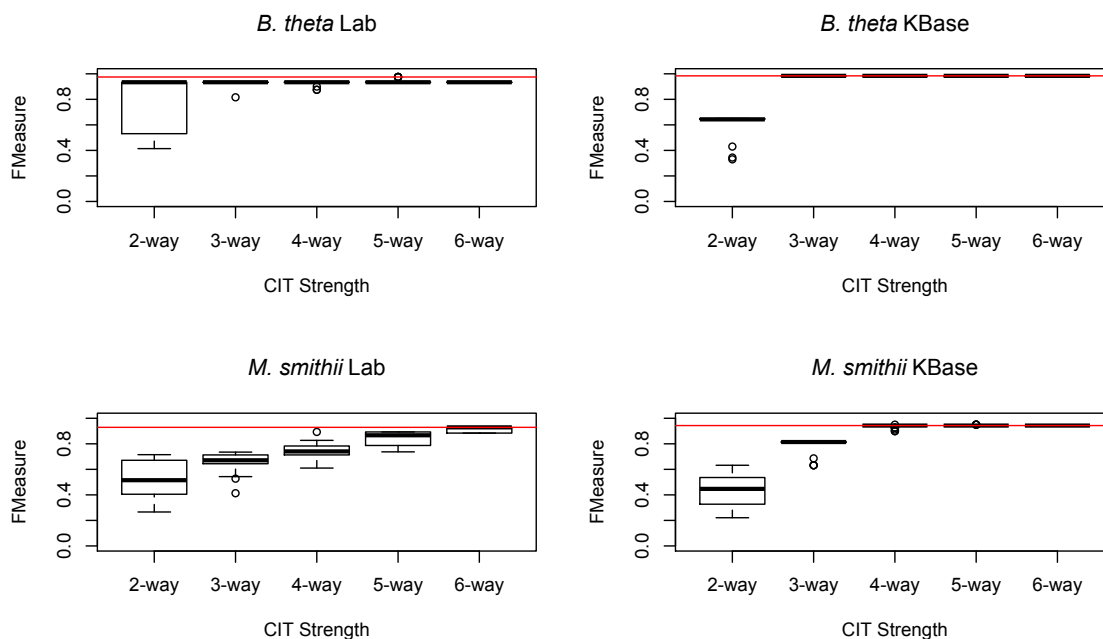 B. theta Lab
FMeasure
0.0 0.4 0.8
2-way 3-way 4-way 5-way 6-way
CIT Strength
B. theta KBase
FMeasure
0.0 0.4 0.8
2-way 3-way 4-way 5-way 6-way
CIT Strength
M. smithii Lab
FMeasure
0.0 0.4 0.8
2-way 3-way 4-way 5-way 6-way
CIT Strength
M. smithii KBase
FMeasure
0.0 0.4 0.8
2-way 3-way 4-way 5-way 6-way
CIT Strength